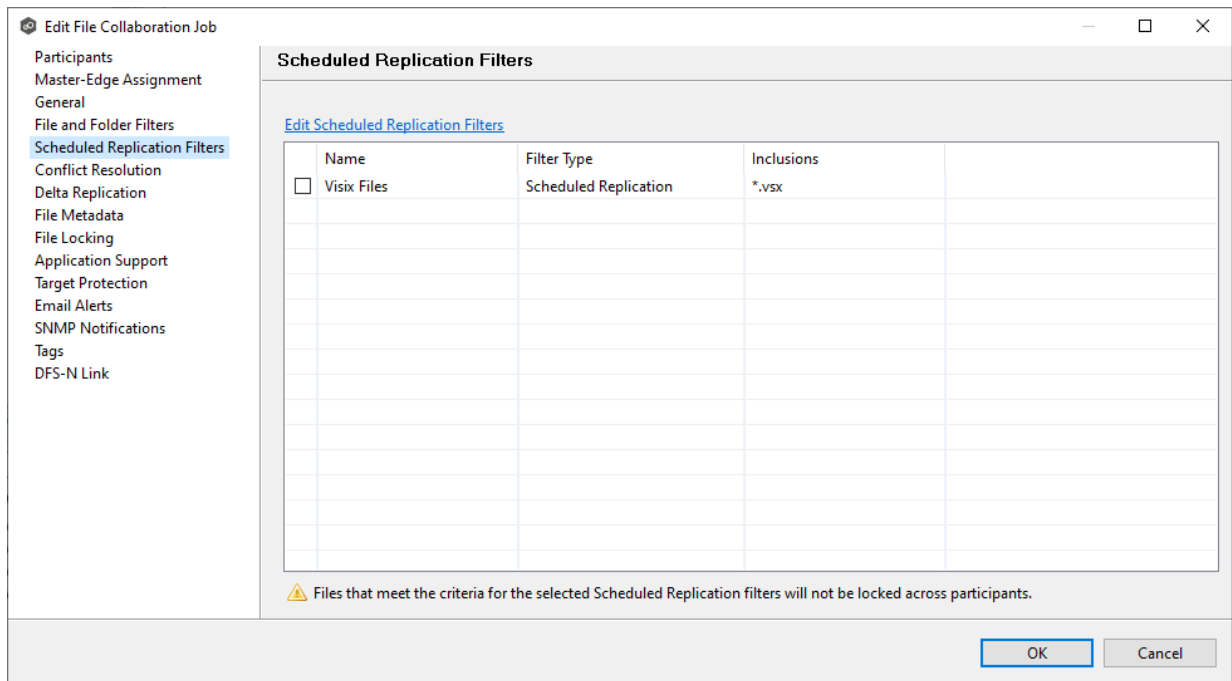 Edit File Collaboration Job
Participants
Master-Edge Assignment
General
File and Folder Filters
Scheduled Replication Filters
Conflict Resolution
Delta Replication
File Metadata
File Locking
Application Support
Target Protection
Email Alerts
SNMP Notifications
Tags
DFS-N Link
Scheduled Replication Filters
Edit Scheduled Replication Filters
Name Filter Type Inclusions
Visix Files Scheduled Replication *.vsx
Files that meet the criteria for the selected Scheduled Replication filters will not be locked across participants.
OK Cancel